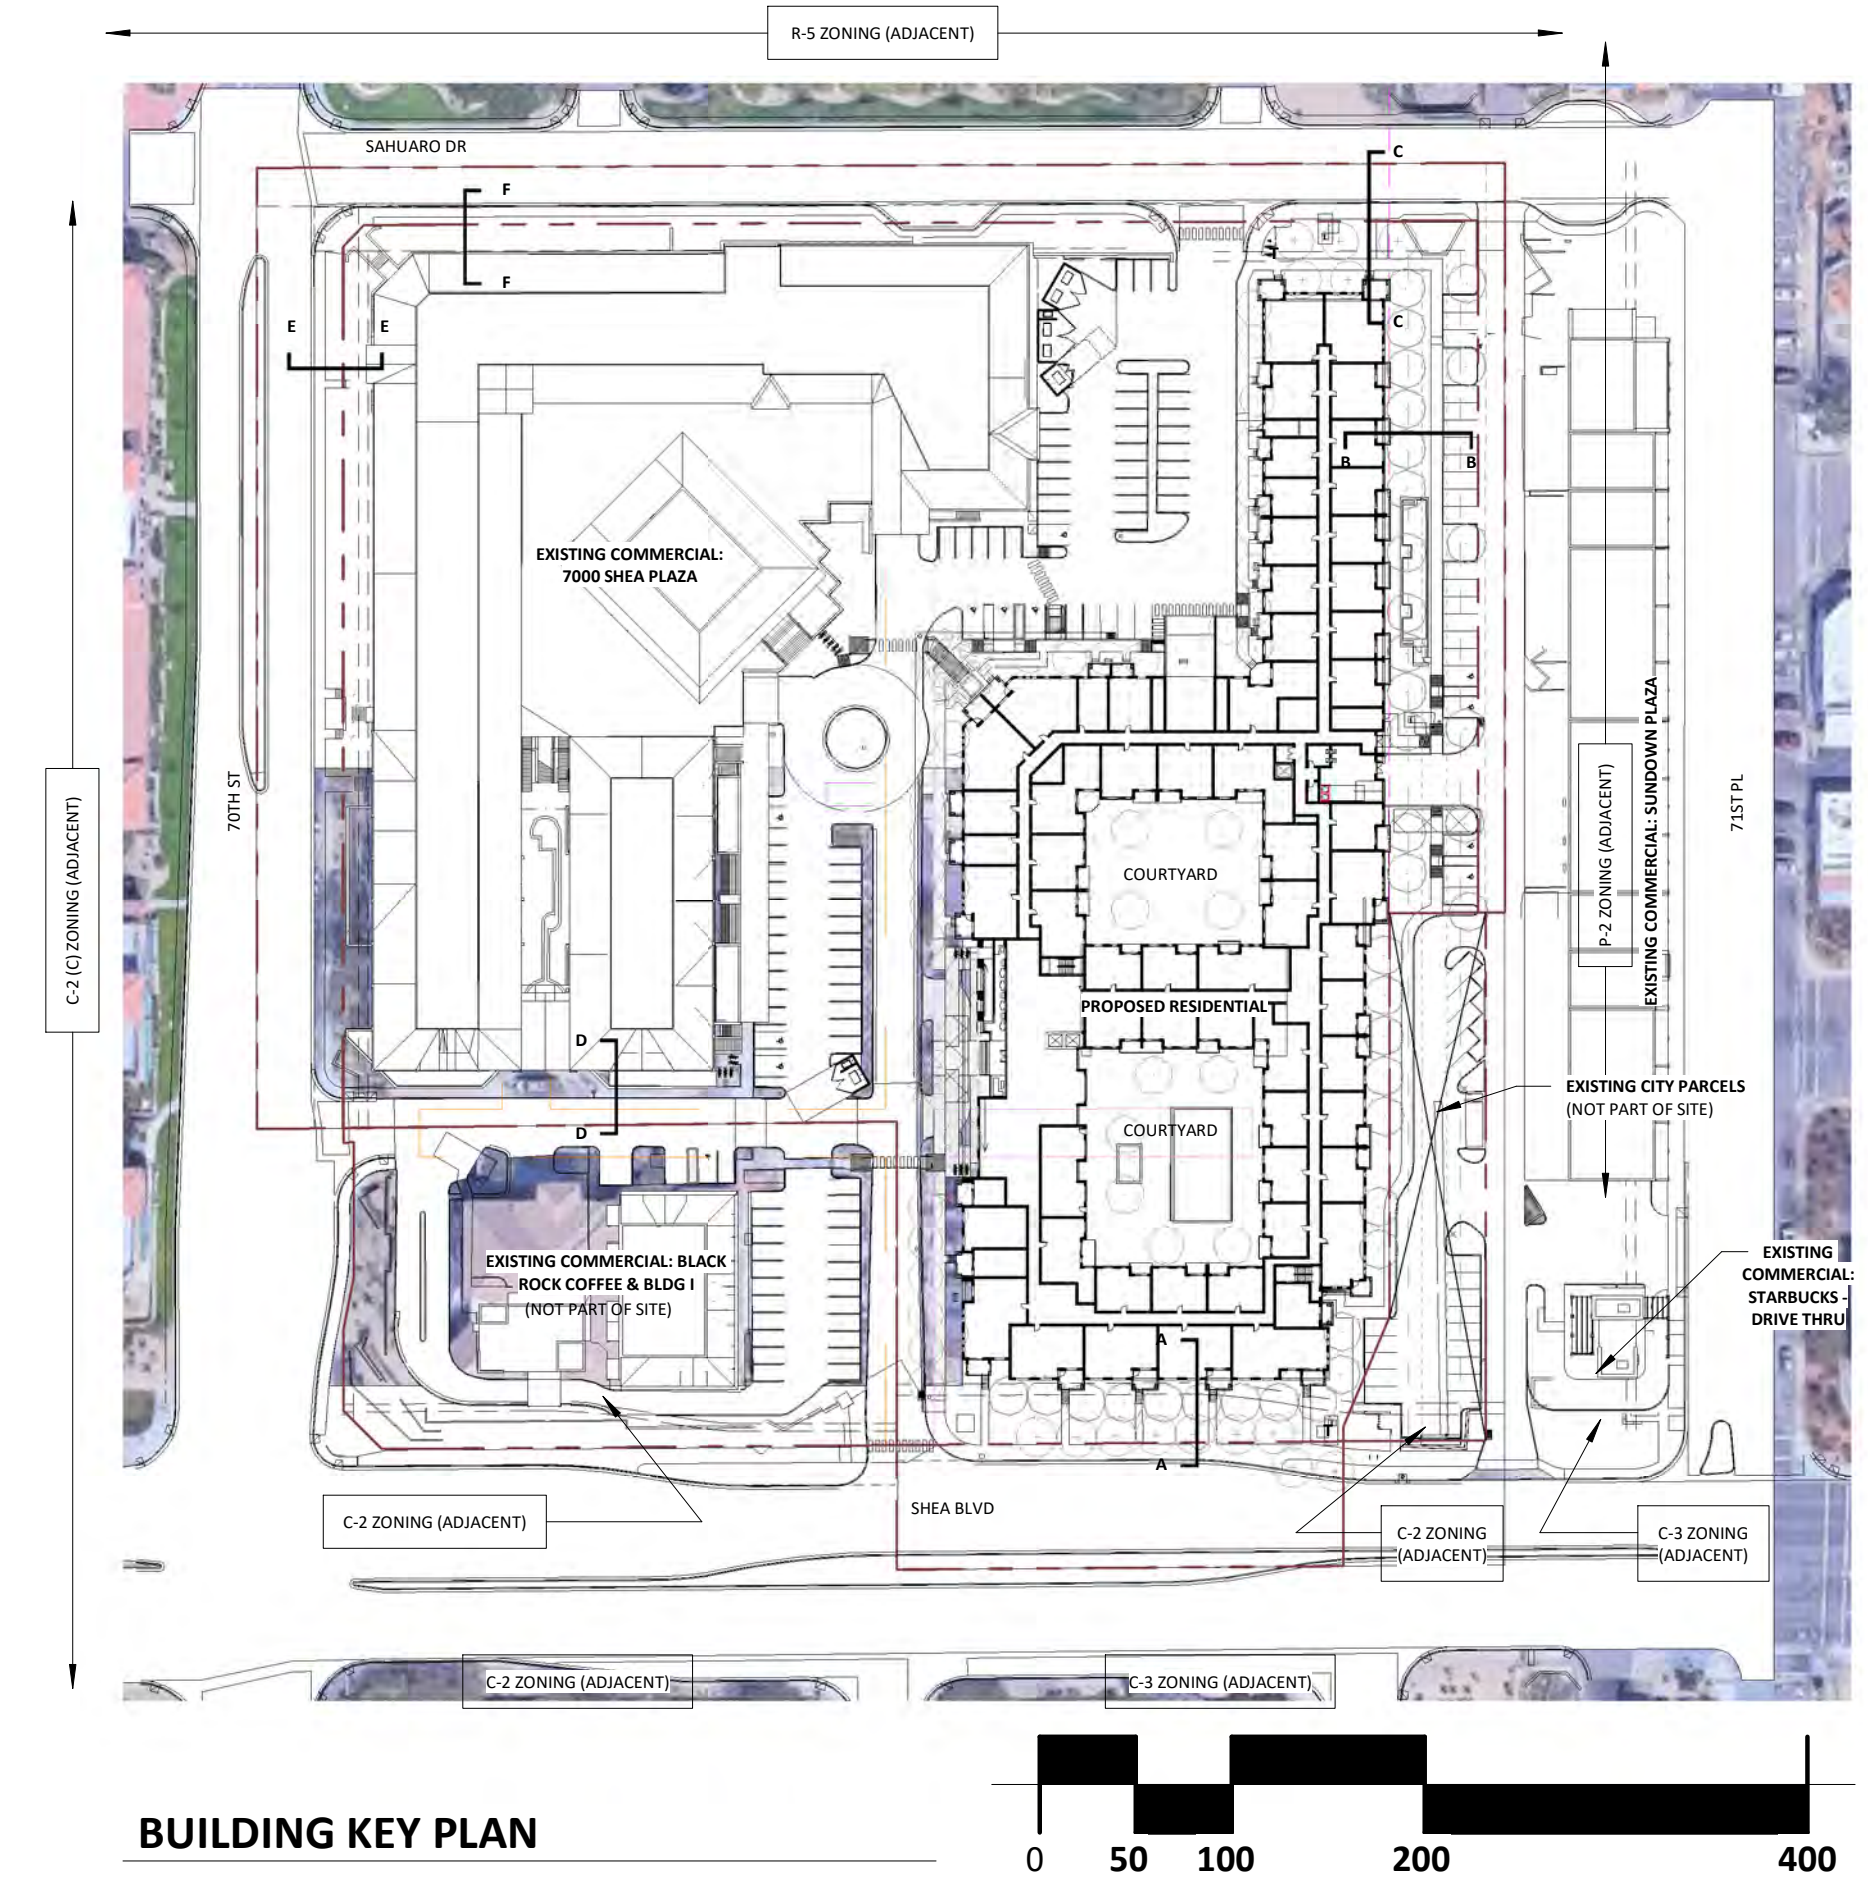 R-5 ZONING (ADJACENT)
SAHUARO DR
C
F
F
C
E
E
B
B
EXISTING COMMERCIAL:
7000 SHEA PLAZA
C-2 (C) ZONING (ADJACENT)
70TH ST
P-2 ZONING (ADJACENT)
EXISTING COMMERCIAL: SUNDOWN PLAZA
71ST PL
COURTYARD
PROPOSED RESIDENTIAL
D
D
EXISTING CITY PARCELS
(NOT PART OF SITE)
COURTYARD
EXISTING COMMERCIAL: BLACK
ROCK COFFEE & BLDG I
(NOT PART OF SITE)
EXISTING
COMMERCIAL:
STARBUCKS -
DRIVE THRU
A
A
SHEA BLVD
C-2 ZONING (ADJACENT)
C-2 ZONING
(ADJACENT)
C-3 ZONING
(ADJACENT)
C-2 ZONING (ADJACENT)
C-3 ZONING (ADJACENT)
BUILDING KEY PLAN
0 50 100 200 400